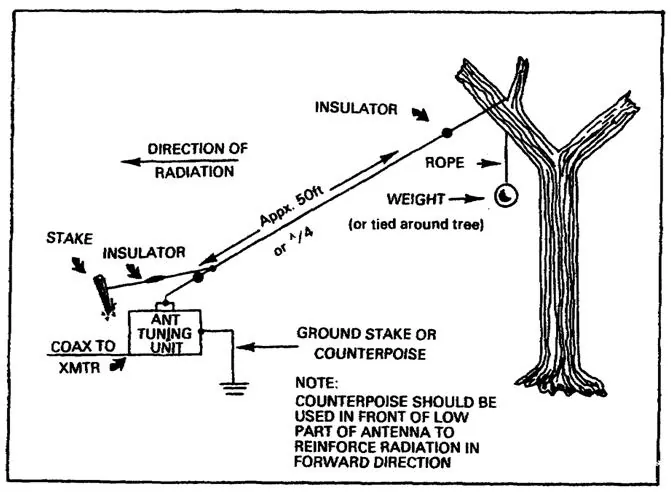 INSULATOR
DIRECTION OF
RADIATION
ROPE
Appx. 50ft
or λ/4
WEIGHT
(or tied around tree)
STAKE
INSULATOR
ANT
TUNING
UNIT
COAX TO
XMTR
GROUND STAKE OR
COUNTERPOISE
NOTE:
COUNTERPOISE SHOULD BE
USED IN FRONT OF LOW
PART OF ANTENNA TO
REINFORCE RADIATION IN
FORWARD DIRECTION